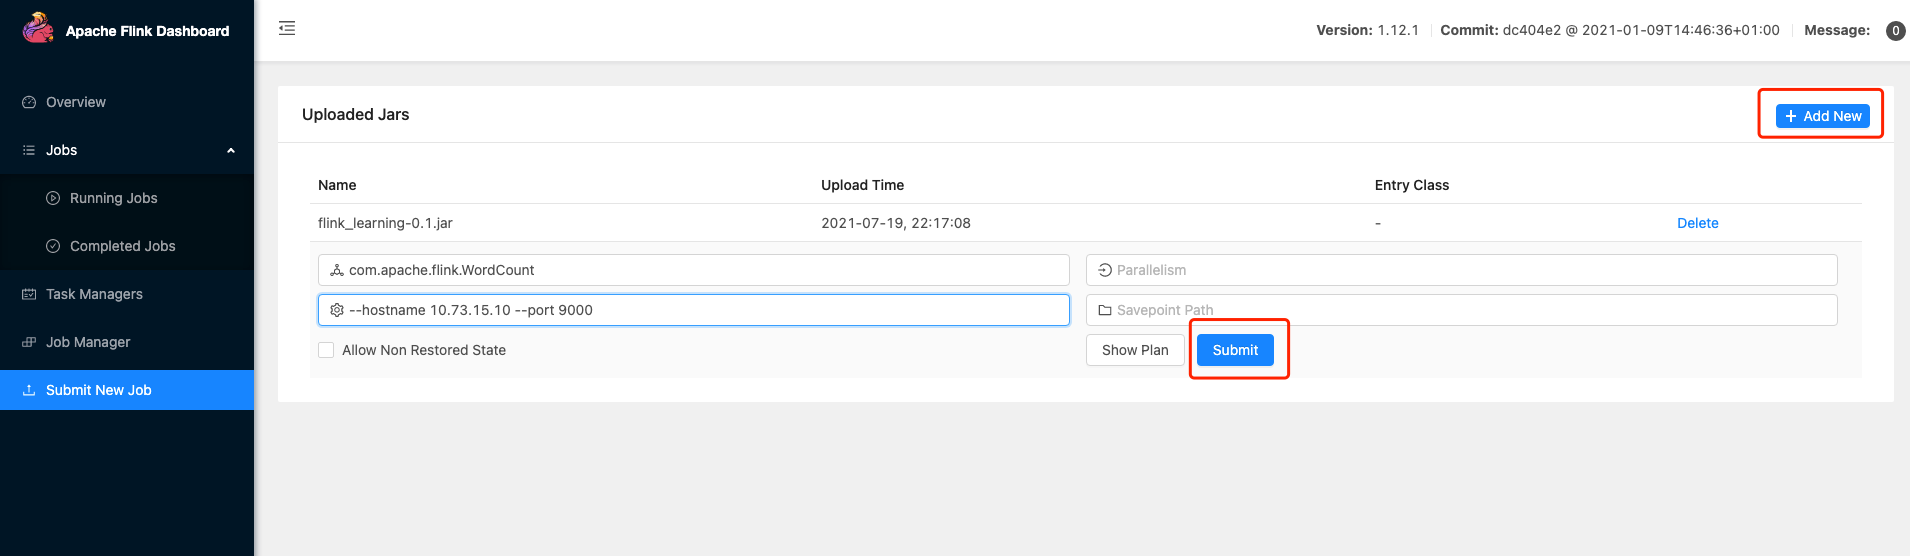 Apache Flink Dashboard
Version: 1.12.1 Commit: dc404e2 @ 2021-01-09T14:46:36+01:00 Message: 0
Overview
Jobs
Running Jobs
Completed Jobs
Task Managers
Job Manager
Submit New Job
Uploaded Jars
+ Add New
Name Upload Time Entry Class
flink_learning-0.1.jar 2021-07-19, 22:17:08 - Delete
com.apache.flink.WordCount Parallelism
--hostname 10.73.15.10 --port 9000 Savepoint Path
Allow Non Restored State Show Plan Submit